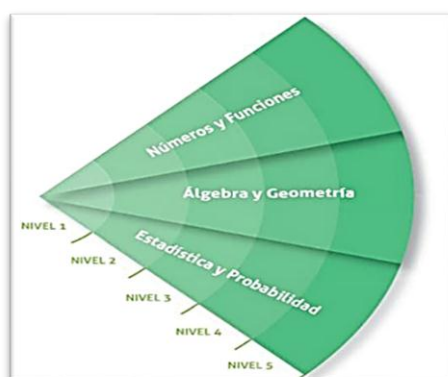 Números y Funciones
Álgebra y Geometría
Estadística y Probabilidad
NIVEL 1
NIVEL 2
NIVEL 3
NIVEL 4
NIVEL 5